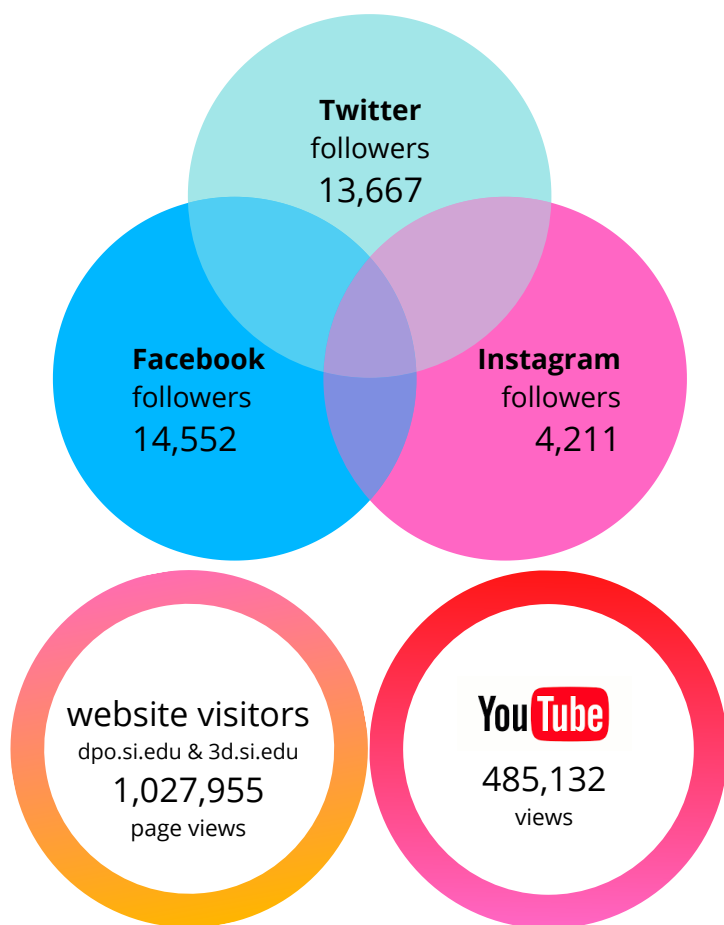 Twitter
followers
13,667
Facebook
followers
14,552
Instagram
followers
4,211
website visitors
dpo.si.edu & 3d.si.edu
1,027,955
page views
YouTube
485,132
views